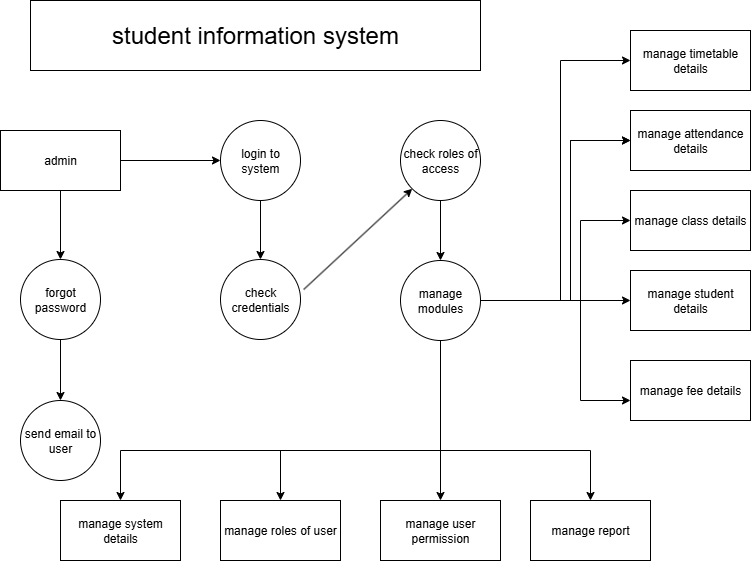 student information system
admin
login to
system
check roles of
access
manage timetable
details
manage attendance
details
manage class details
forgot
password
check
credentials
manage
modules
manage student
details
manage fee details
send email to
user
manage system
details
manage roles of user
manage user
permission
manage report